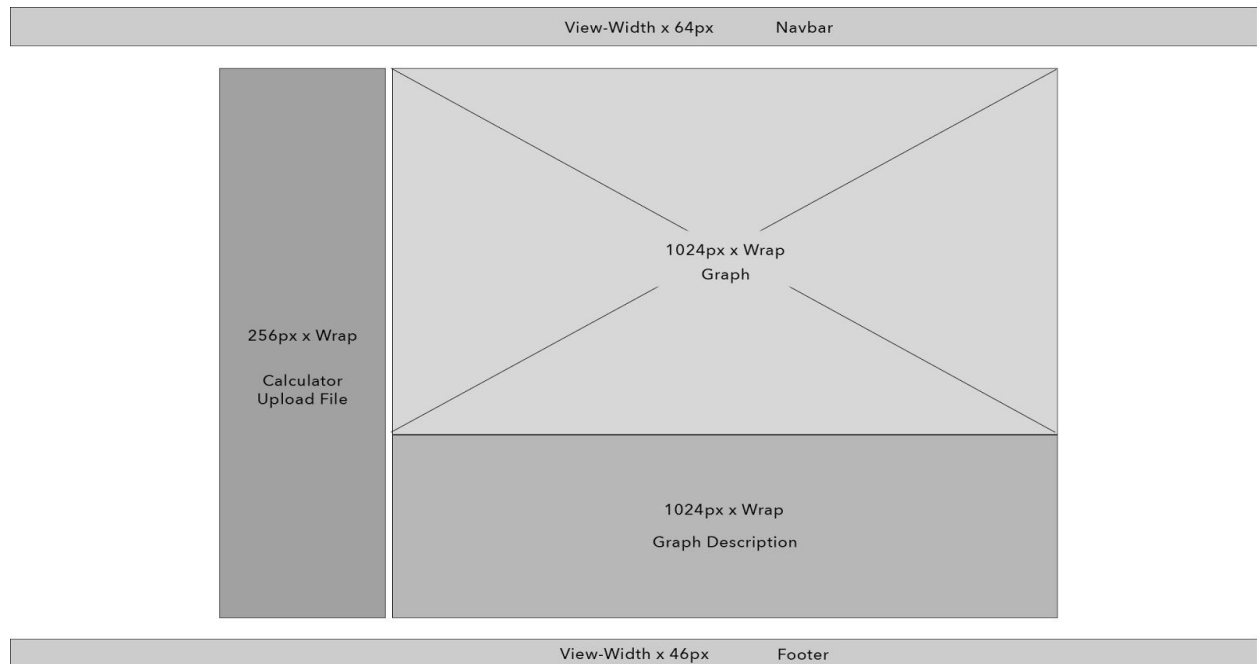 View-Width x 64px Navbar
1024px x Wrap
Graph
256px x Wrap
Calculator
Upload File
1024px x Wrap
Graph Description
View-Width x 46px Footer